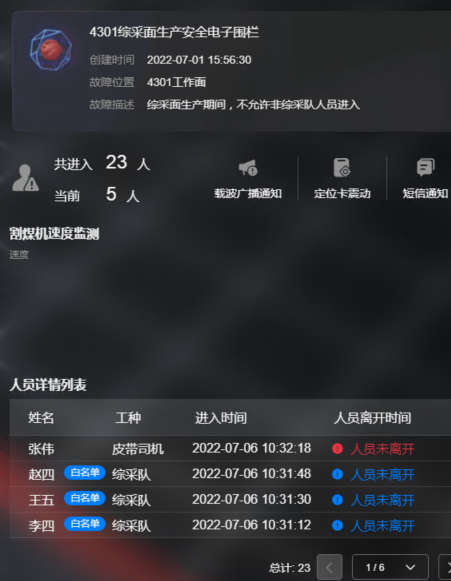 4301综采面生产安全电子围栏
创建时间 2022-07-01 15:56:30
故障位置 4301工作面
故障描述 综采面生产期间，不允许非综采队人员进入
共进入 23 人
当前 5 人
载波广播通知 定位卡震动 短信通知
割煤机速度监测
速度
人员详情列表
姓名 工种 进入时间 人员离开时间
张伟 皮带司机 2022-07-06 10:32:18 人员未离开
赵四 白名单 综采队 2022-07-06 10:31:48 人员未离开
王五 白名单 综采队 2022-07-06 10:31:30 人员未离开
李四 白名单 综采队 2022-07-06 10:31:12 人员未离开
总计: 23 1 / 6